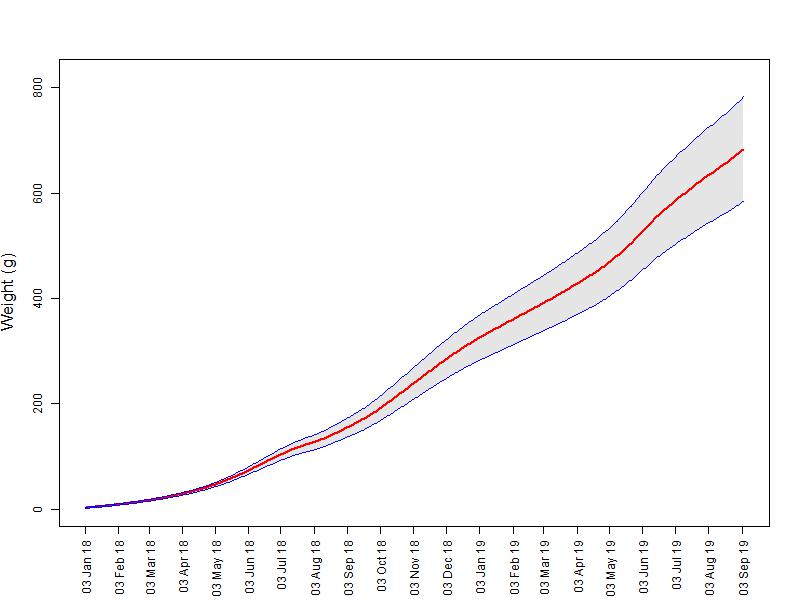 800
600
400
200
0
Weight (g)
03 Jan 18
03 Feb 18
03 Mar 18
03 Apr 18
03 May 18
03 Jun 18
03 Jul 18
03 Aug 18
03 Sep 18
03 Oct 18
03 Nov 18
03 Dec 18
03 Jan 19
03 Feb 19
03 Mar 19
03 Apr 19
03 May 19
03 Jun 19
03 Jul 19
03 Aug 19
03 Sep 19